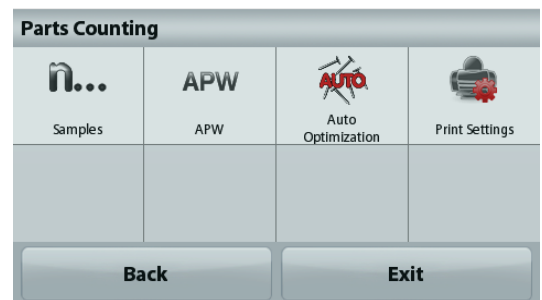 Parts Counting
n...
APW
AUTO
Samples
APW
Auto
Optimization
Print Settings
Back
Exit